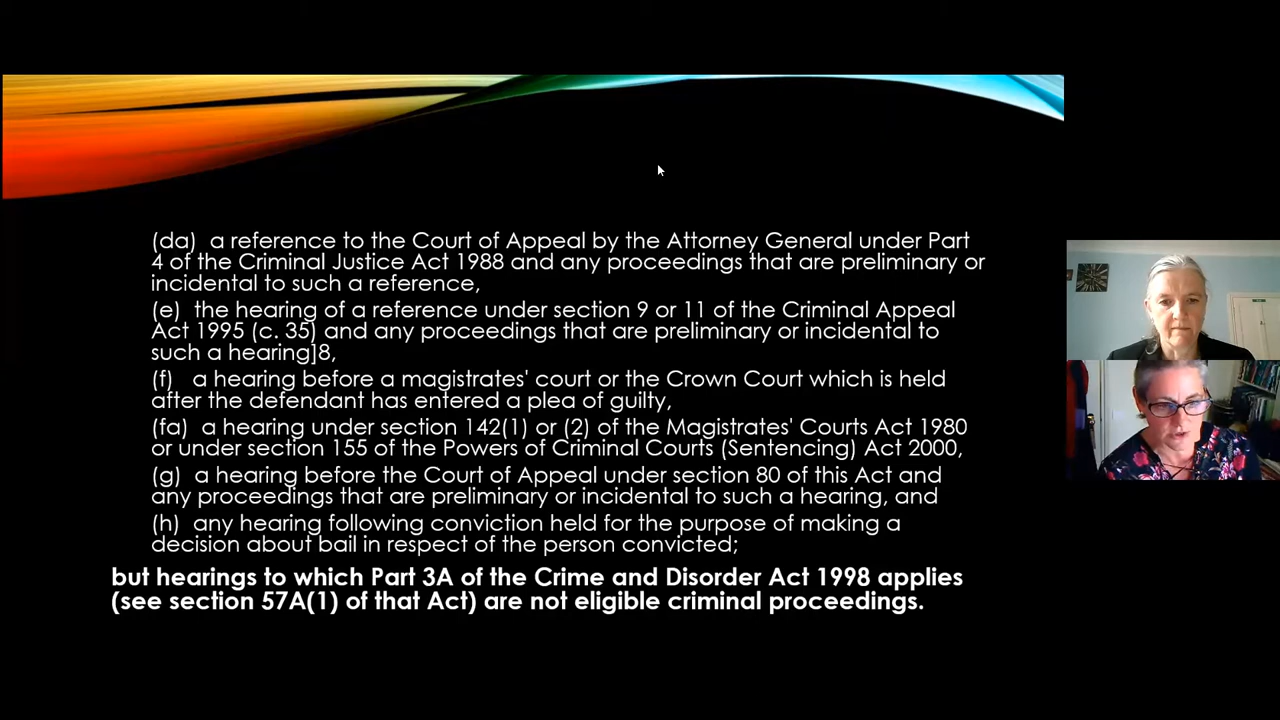 (da) a reference to the Court of Appeal by the Attorney General under Part
4 of the Criminal Justice Act 1988 and any proceedings that are preliminary or
incidental to such a reference,
(e) the hearing of a reference under section 9 or 11 of the Criminal Appeal
Act 1995 (c. 35) and any proceedings that are preliminary or incidental to
such a hearing]8,
(f) a hearing before a magistrates' court or the Crown Court which is held
after the defendant has entered a plea of guilty,
(fa) a hearing under section 142(1) or (2) of the Magistrates' Courts Act 1980
or under section 155 of the Powers of Criminal Courts (Sentencing) Act 2000,
(g) a hearing before the Court of Appeal under section 80 of this Act and
any proceedings that are preliminary or incidental to such a hearing, and
(h) any hearing following conviction held for the purpose of making a
decision about bail in respect of the person convicted;
but hearings to which Part 3A of the Crime and Disorder Act 1998 applies
(see section 57A(1) of that Act) are not eligible criminal proceedings.